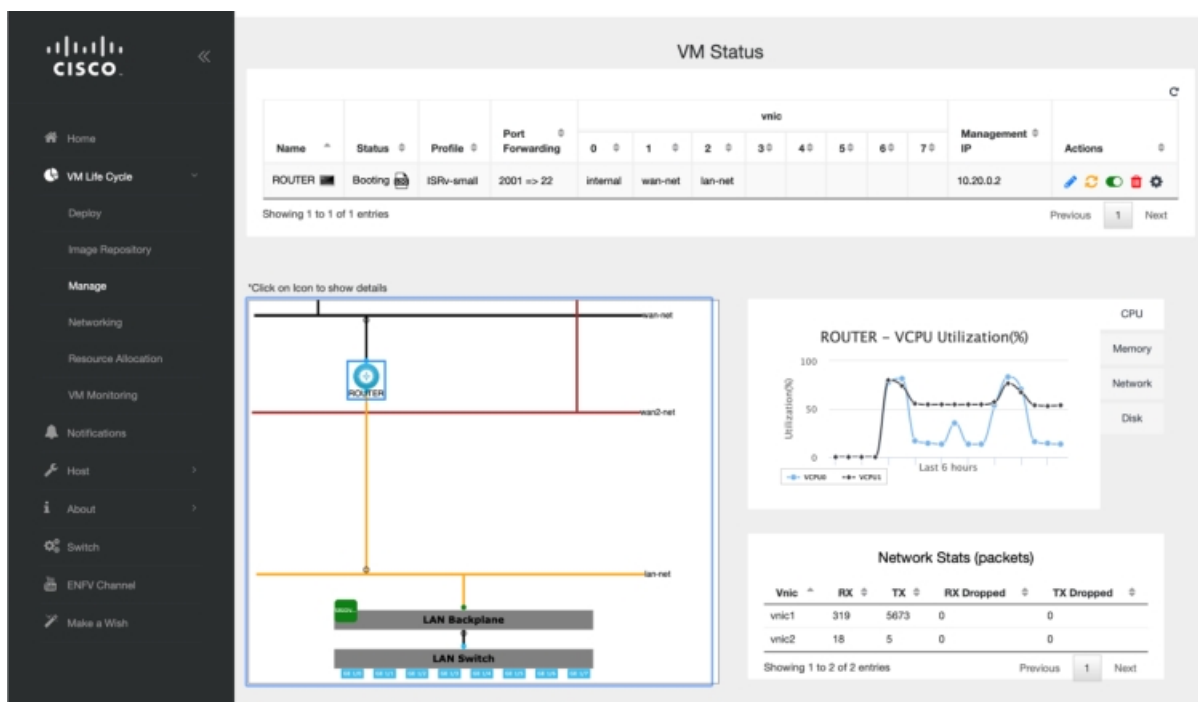 CISCO
Home
VM Life Cycle
Deploy
Image Repository
Manage
Networking
Resource Allocation
VM Monitoring
Notifications
Host
About
Switch
ENFV Channel
Make a Wish
VM Status
vnic
Name Status Profile Port Forwarding 0 1 2 3 4 5 6 7 Management IP Actions
ROUTER Booting ISRv-small 2001 => 22 internal wan-net lan-net 10.20.0.2
Showing 1 to 1 of 1 entries
Previous 1 Next
*Click on Icon to show details
wan-net
ROUTER
wan2-net
lan-net
LAN Backplane
LAN Switch
ROUTER – VCPU Utilization(%)
Utilization(%)
100
50
0
Last 6 hours
VCPU0 VCPU1
CPU
Memory
Network
Disk
Network Stats (packets)
Vnic RX TX RX Dropped TX Dropped
vnic1 319 5673 0 0
vnic2 18 5 0 0
Showing 1 to 2 of 2 entries
Previous 1 Next